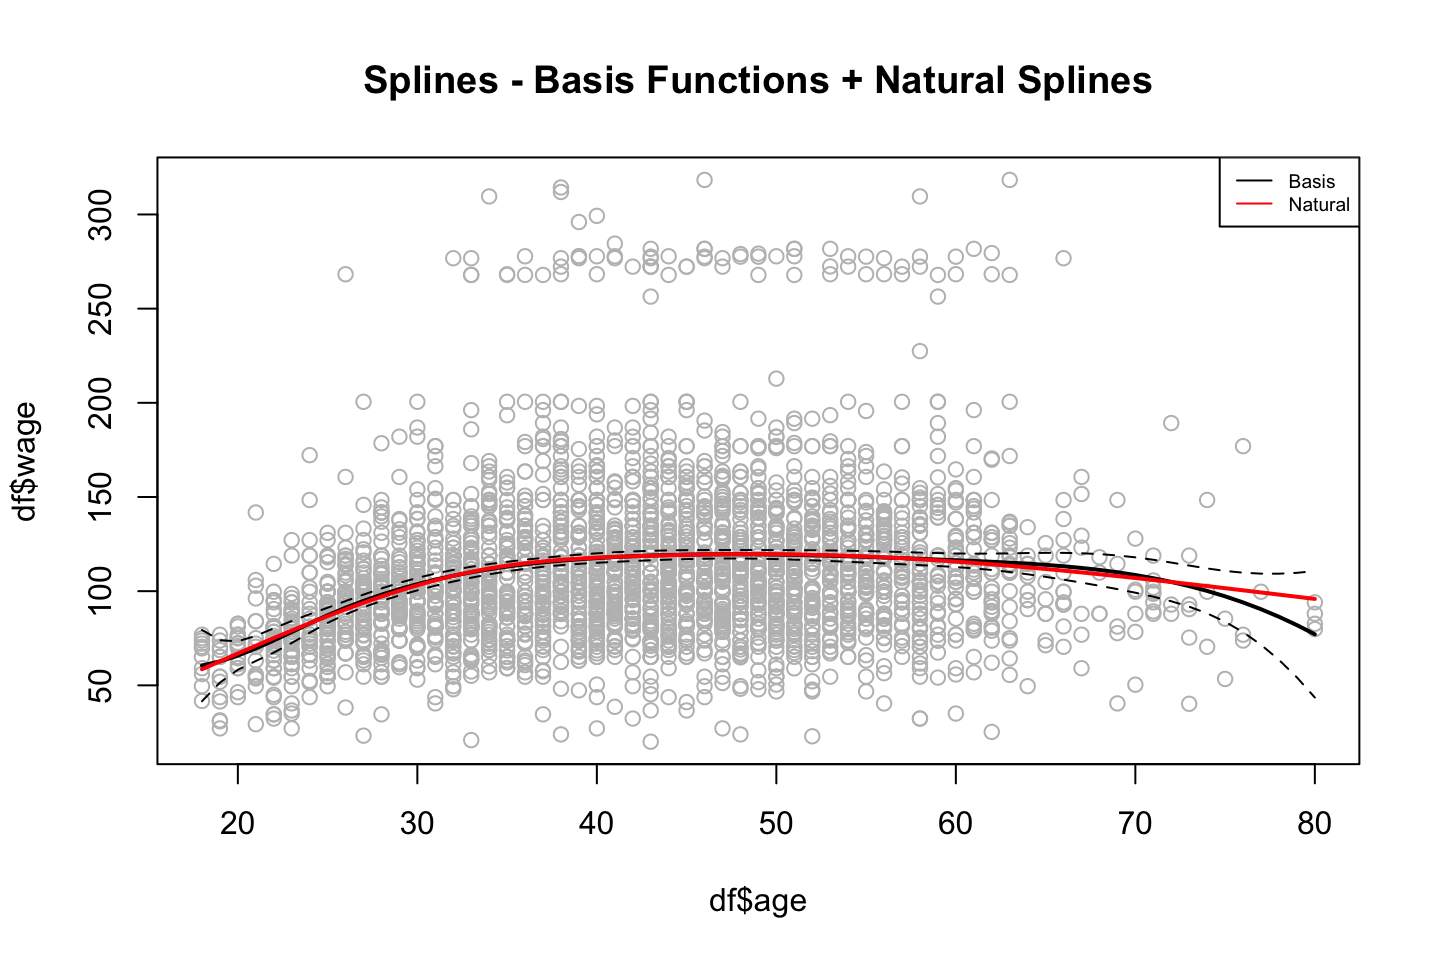 Splines - Basis Functions + Natural Splines
Basis
Natural
df$wage
300
250
200
150
100
50
20 30 40 50 60 70 80
df$age